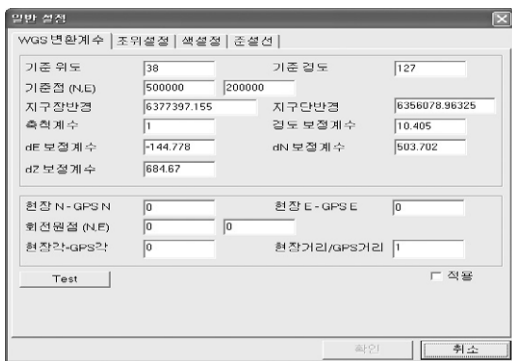 일반 설정
WGS변환계수 조위설정 색설정 준설선
기준 위도 38 기준 경도 127
기준점 (N,E) 500000 200000
지구장반경 6377397.155 지구단반경 6356078.96325
축척계수 1 경도 보정계수 10.405
dE 보정계수 -144.778 dN 보정계수 503.702
dZ 보정계수 684.67
현장 N - GPS N 0 현장 E - GPS E 0
회전원점 (N,E) 0 0
현장각-GPS각 0 현장거리/GPS거리 1
Test 적용
확인 취소